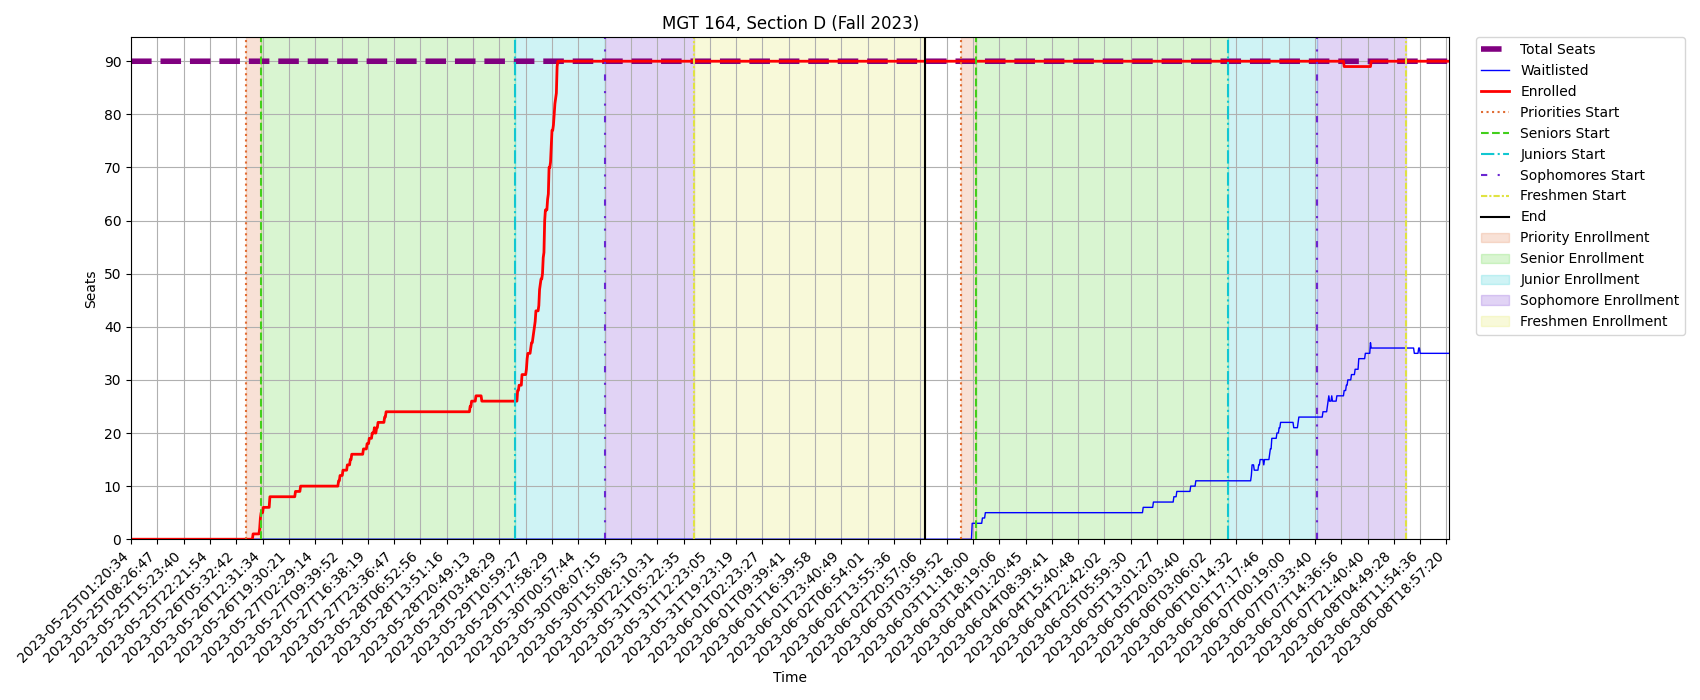 MGT 164, Section D (Fall 2023)
Seats
90
80
70
60
50
40
30
20
10
0
2023-05-25T01:20:34
2023-05-25T08:26:47
2023-05-25T15:23:40
2023-05-25T22:21:54
2023-05-26T05:32:42
2023-05-26T12:31:34
2023-05-26T19:30:21
2023-05-27T02:29:14
2023-05-27T09:39:52
2023-05-27T16:38:19
2023-05-27T23:36:47
2023-05-28T06:52:56
2023-05-28T13:51:16
2023-05-28T20:49:13
2023-05-29T03:48:29
2023-05-29T10:59:27
2023-05-29T17:58:29
2023-05-30T00:57:44
2023-05-30T08:07:15
2023-05-30T15:08:53
2023-05-30T22:10:31
2023-05-31T05:22:35
2023-05-31T12:23:05
2023-05-31T19:23:19
2023-06-01T02:23:27
2023-06-01T09:39:41
2023-06-01T16:39:58
2023-06-01T23:40:49
2023-06-02T06:54:01
2023-06-02T13:55:36
2023-06-02T20:57:06
2023-06-03T03:59:52
2023-06-03T11:18:00
2023-06-03T18:19:06
2023-06-04T01:20:45
2023-06-04T08:39:41
2023-06-04T15:40:48
2023-06-04T22:42:02
2023-06-05T05:59:30
2023-06-05T13:01:27
2023-06-05T20:03:40
2023-06-06T03:06:02
2023-06-06T10:14:32
2023-06-06T17:17:46
2023-06-07T00:19:00
2023-06-07T07:33:40
2023-06-07T14:36:56
2023-06-07T21:40:40
2023-06-08T04:49:28
2023-06-08T11:54:36
2023-06-08T18:57:20
Time
Total Seats
Waitlisted
Enrolled
Priorities Start
Seniors Start
Juniors Start
Sophomores Start
Freshmen Start
End
Priority Enrollment
Senior Enrollment
Junior Enrollment
Sophomore Enrollment
Freshmen Enrollment